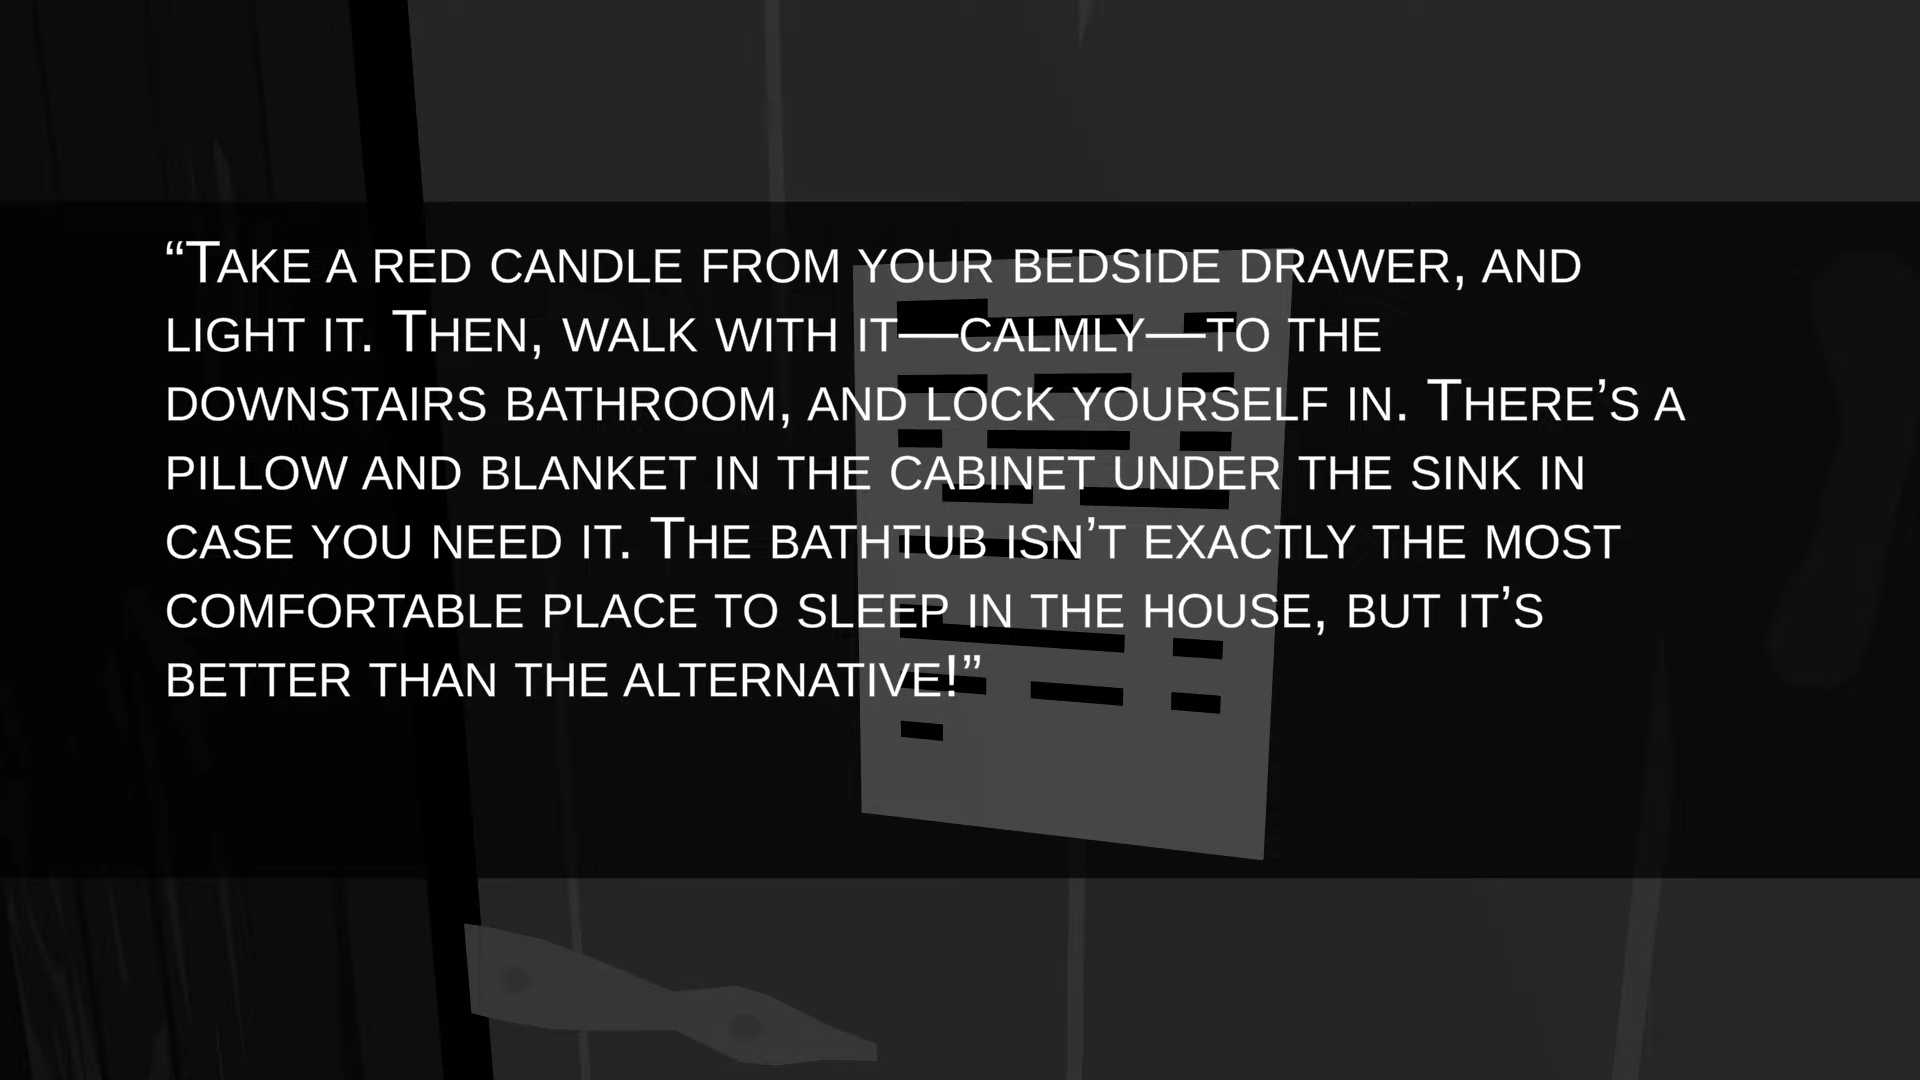 “Take a red candle from your bedside drawer, and
light it. Then, walk with it—calmly—to the
downstairs bathroom, and lock yourself in. There’s a
pillow and blanket in the cabinet under the sink in
case you need it. The bathtub isn’t exactly the most
comfortable place to sleep in the house, but it’s
better than the alternative!”